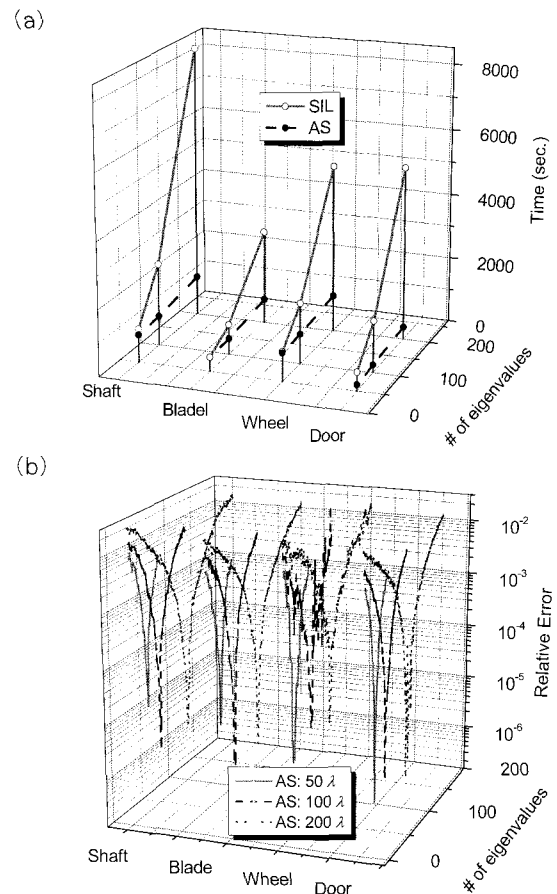 (a)
SIL
AS
8000
6000
4000
2000
0
Time (sec.)
200
100
0
# of eigenvalues
Shaft
Bladel
Wheel
Door
(b)
10-2
10-3
10-4
10-5
10-6
Relative Error
200
100
0
# of eigenvalues
AS: 50 λ
AS: 100 λ
AS: 200 λ
Shaft
Blade
Wheel
Door